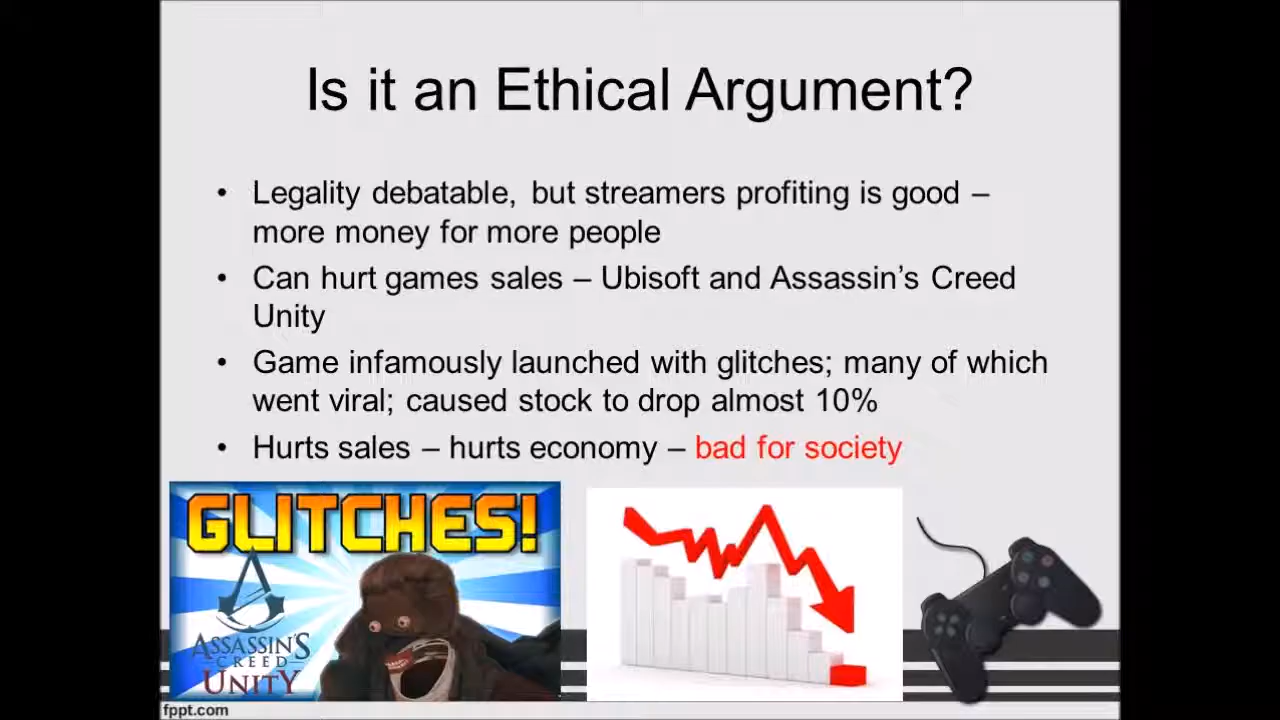 Is it an Ethical Argument?
• Legality debatable, but streamers profiting is good –
more money for more people
• Can hurt games sales – Ubisoft and Assassin’s Creed
Unity
• Game infamously launched with glitches; many of which
went viral; caused stock to drop almost 10%
• Hurts sales – hurts economy – bad for society
GLITCHES!
ASSASSIN'S
CREED
UNITY
fppt.com